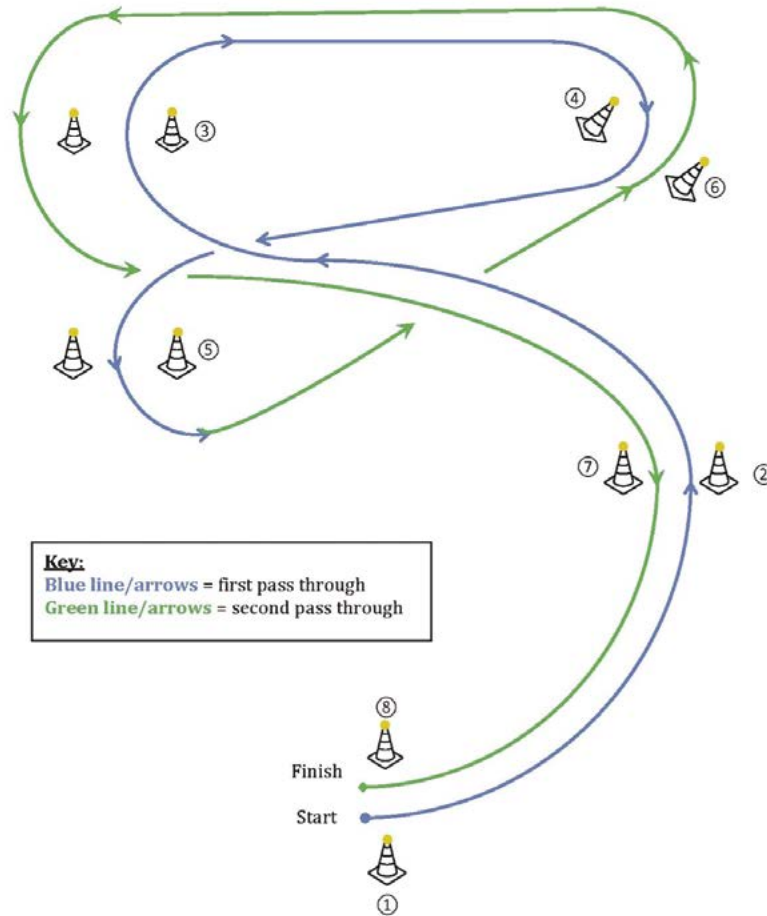 ④
③
⑥
⑤
⑦
②
Key:
Blue line/arrows = first pass through
Green line/arrows = second pass through
⑧
Finish
Start
①